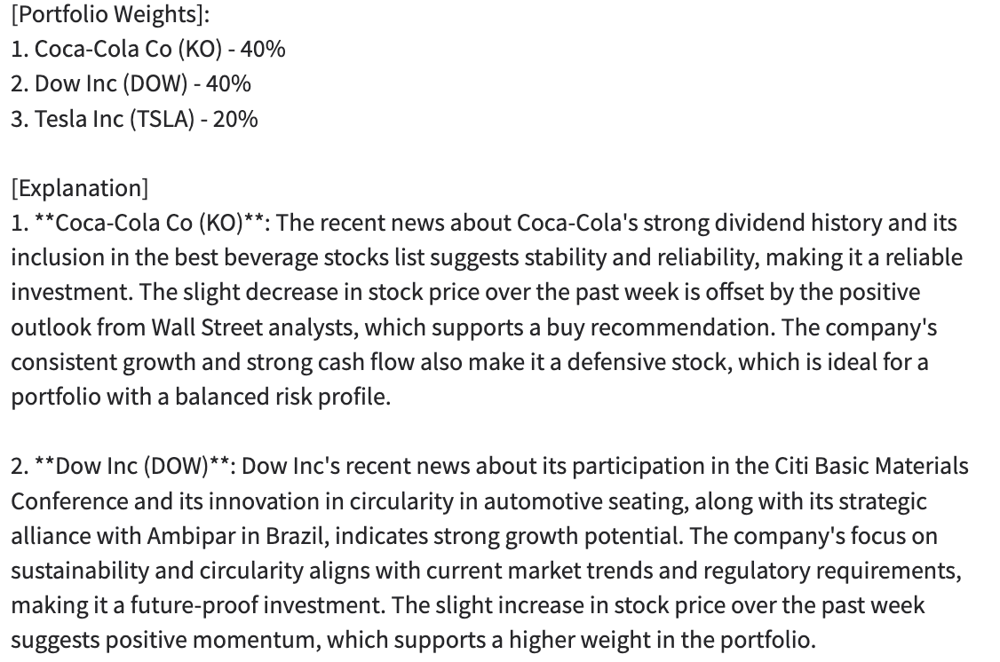 [Portfolio Weights]:
1. Coca-Cola Co (KO) - 40%
2. Dow Inc (DOW) - 40%
3. Tesla Inc (TSLA) - 20%
[Explanation]
1. **Coca-Cola Co (KO)**: The recent news about Coca-Cola's strong dividend history and its
inclusion in the best beverage stocks list suggests stability and reliability, making it a reliable
investment. The slight decrease in stock price over the past week is offset by the positive
outlook from Wall Street analysts, which supports a buy recommendation. The company's
consistent growth and strong cash flow also make it a defensive stock, which is ideal for a
portfolio with a balanced risk profile.
2. **Dow Inc (DOW)**: Dow Inc's recent news about its participation in the Citi Basic Materials
Conference and its innovation in circularity in automotive seating, along with its strategic
alliance with Ambipar in Brazil, indicates strong growth potential. The company's focus on
sustainability and circularity aligns with current market trends and regulatory requirements,
making it a future-proof investment. The slight increase in stock price over the past week
suggests positive momentum, which supports a higher weight in the portfolio.